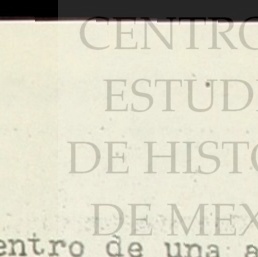 CENTRO
ESTUDI
DE HISTO
DE MEX
entro de una a